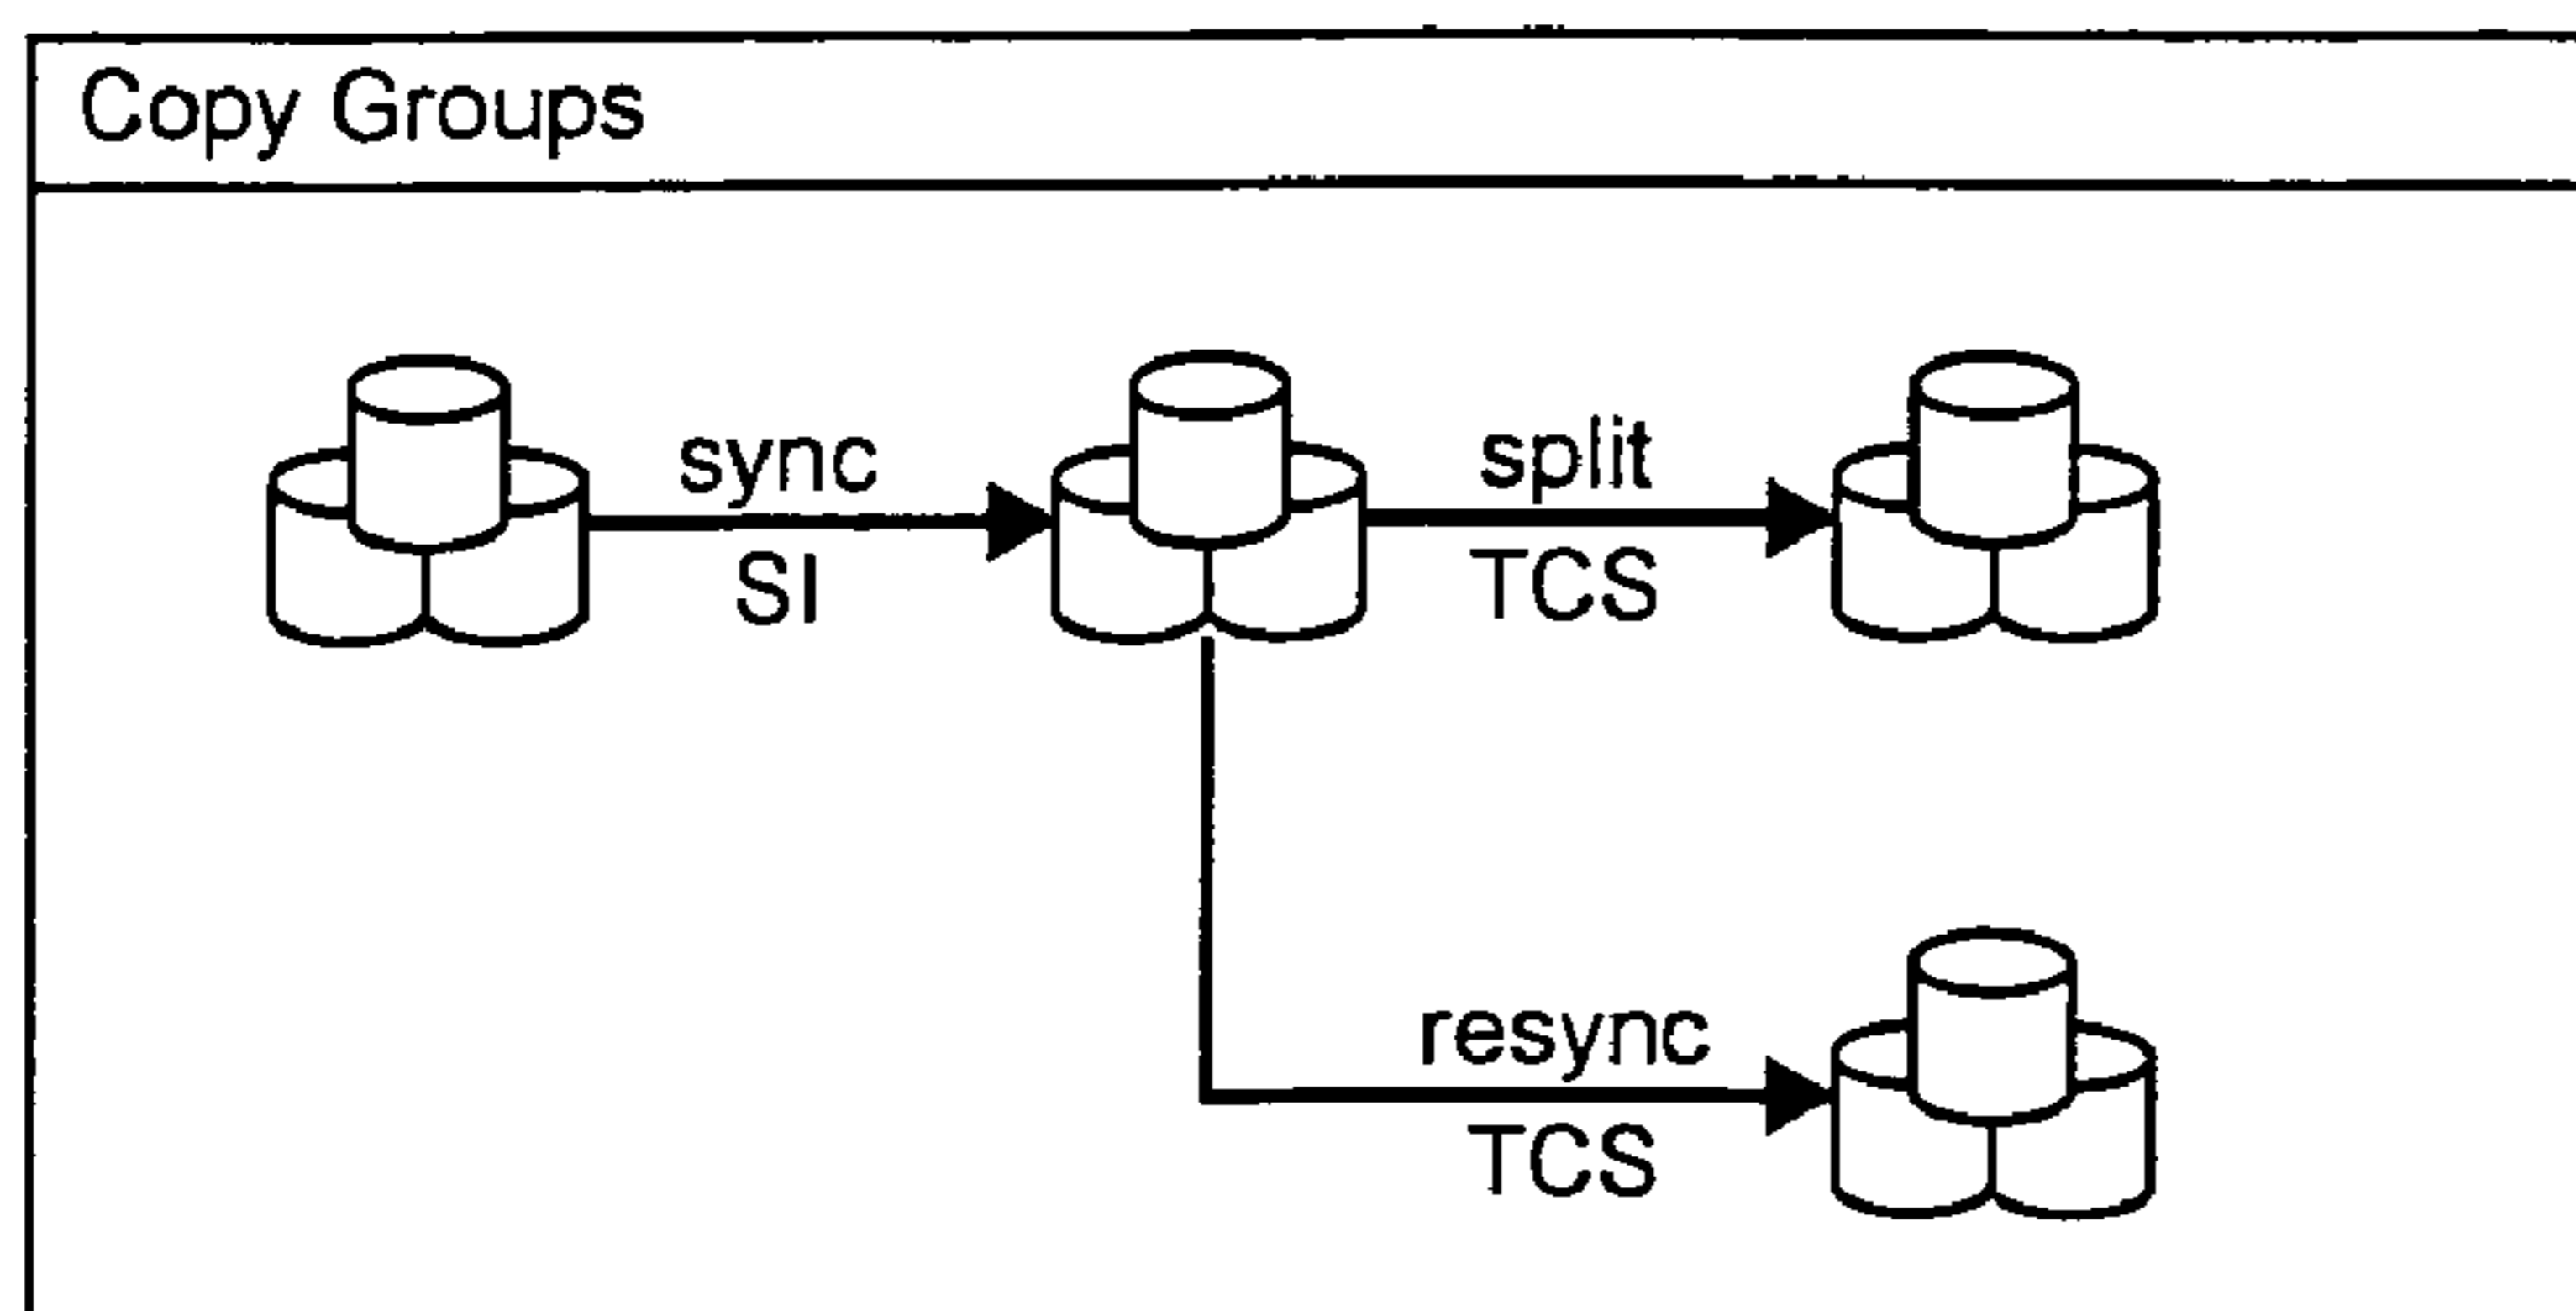 Copy Groups
sync
SI
split
TCS
resync
TCS